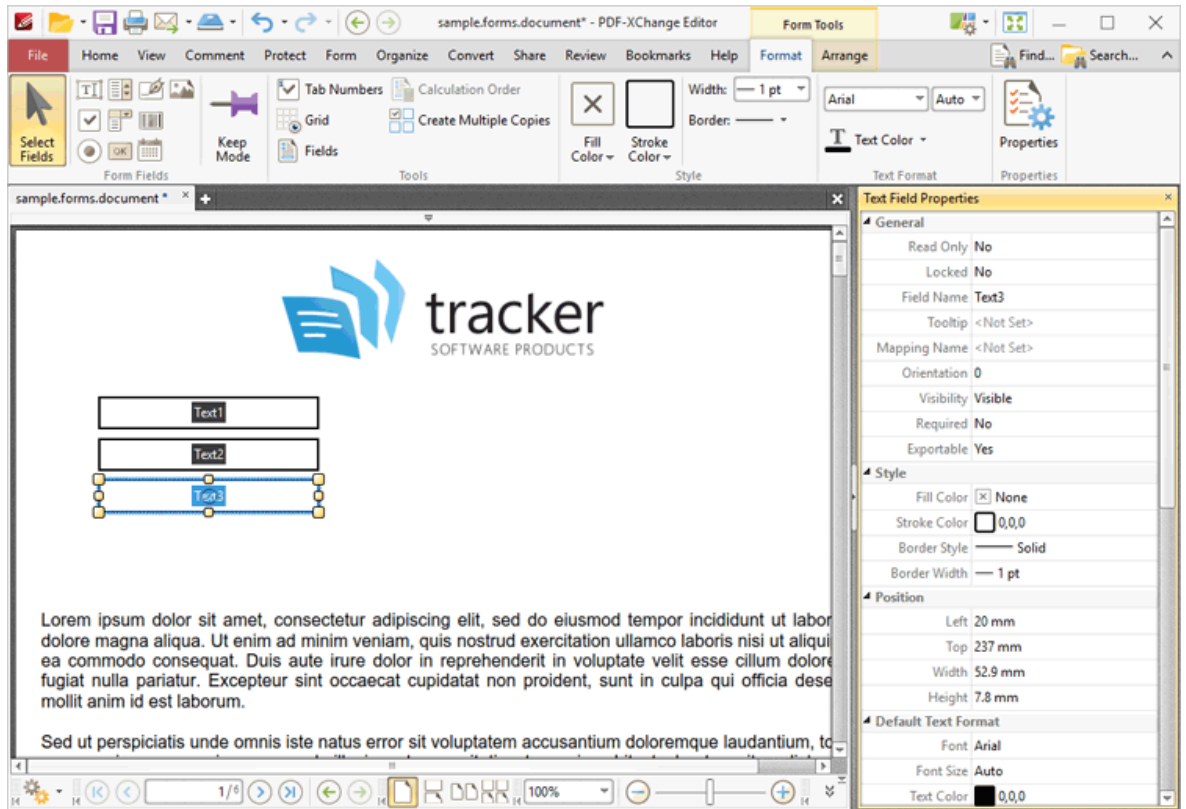 sample.forms.document* - PDF-XChange Editor
Form Tools
File Home View Comment Protect Form Organize Convert Share Review Bookmarks Help Format Arrange Find... Search...
Select Fields
OK
Keep Mode
Form Fields
Tab Numbers
Calculation Order
Grid
Create Multiple Copies
Fields
Tools
Fill Color
Stroke Color
Width: 1 pt
Border:
Style
Arial Auto
T Text Color
Text Format
Properties
Properties
sample.forms.document *
Text Field Properties
tracker
SOFTWARE PRODUCTS
Text1
Text2
Text3
Lorem ipsum dolor sit amet, consectetur adipiscing elit, sed do eiusmod tempor incididunt ut labor
dolore magna aliqua. Ut enim ad minim veniam, quis nostrud exercitation ullamco laboris nisi ut aliqui
ea commodo consequat. Duis aute irure dolor in reprehenderit in voluptate velit esse cillum dolore
fugiat nulla pariatur. Excepteur sint occaecat cupidatat non proident, sunt in culpa qui officia dese
mollit anim id est laborum.
Sed ut perspiciatis unde omnis iste natus error sit voluptatem accusantium doloremque laudantium, to
General
Read Only No
Locked No
Field Name Text3
Tooltip <Not Set>
Mapping Name <Not Set>
Orientation 0
Visibility Visible
Required No
Exportable Yes
Style
Fill Color None
Stroke Color 0,0,0
Border Style Solid
Border Width 1 pt
Position
Left 20 mm
Top 237 mm
Width 52.9 mm
Height 7.8 mm
Default Text Format
Font Arial
Font Size Auto
Text Color 0,0,0
1/6
100%